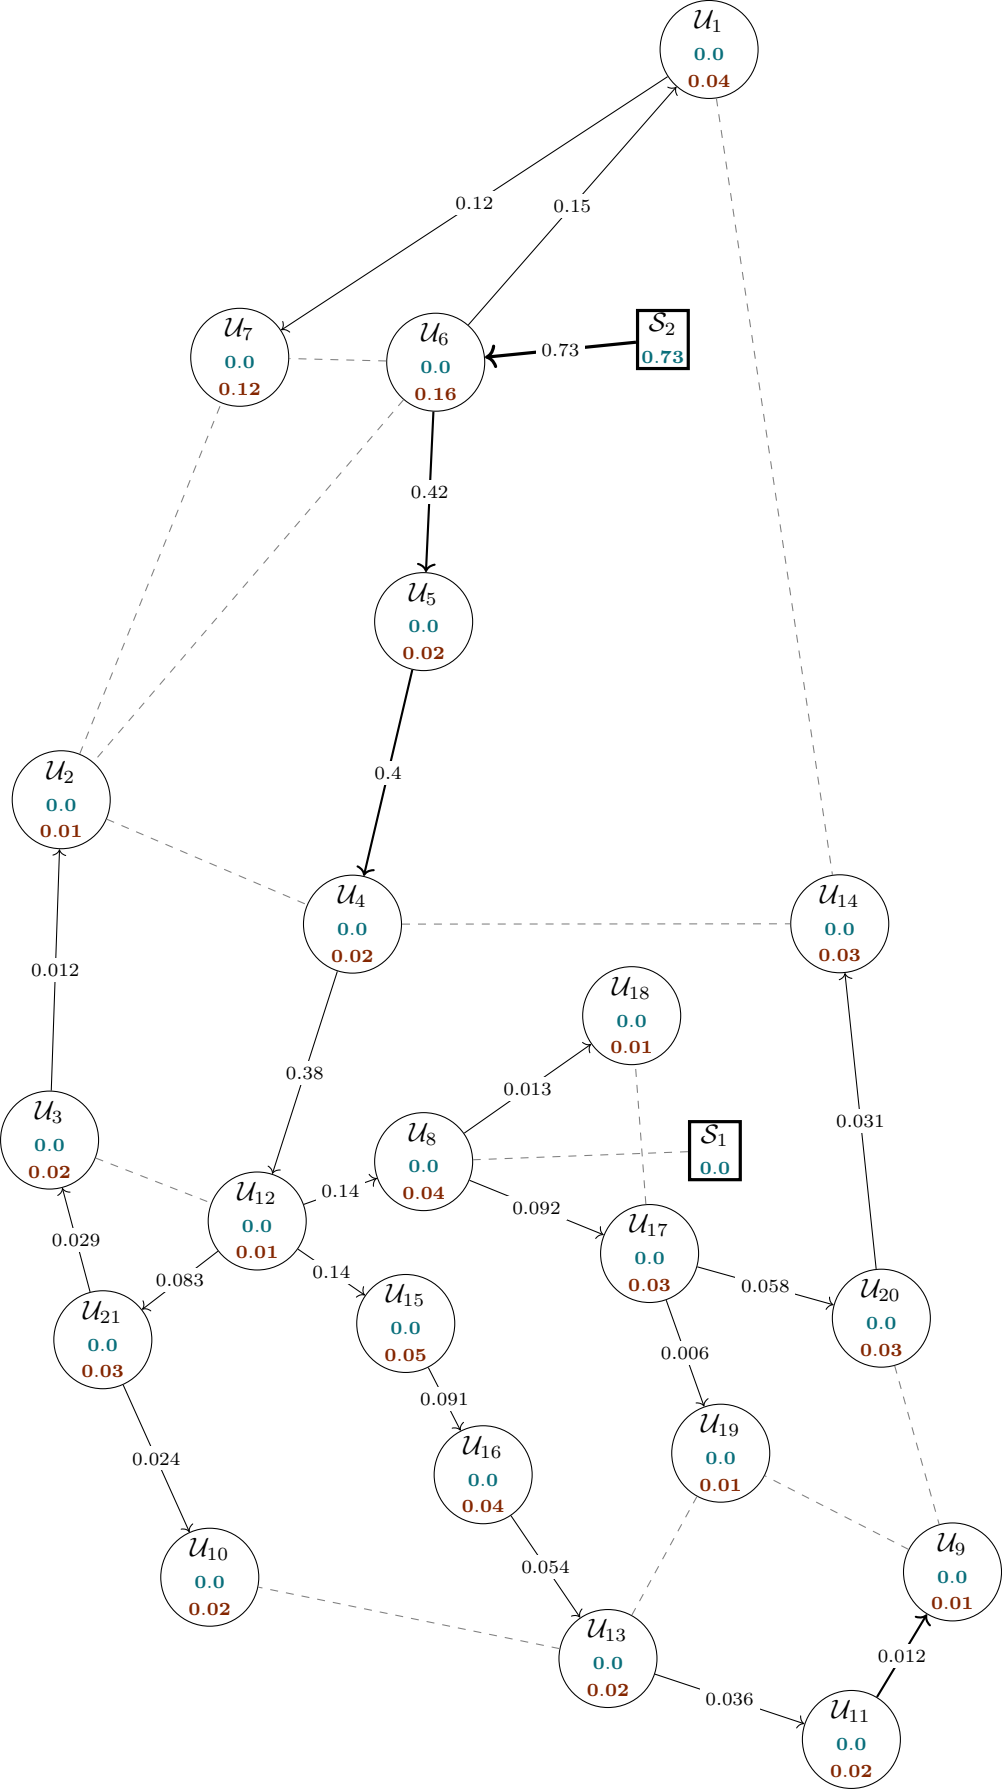 𝒰₁
0.0
0.04
0.12
0.15
𝒰₇
0.0
0.12
𝒰₆
0.0
0.16
0.73
𝒮₂
0.73
0.42
𝒰₅
0.0
0.02
0.4
𝒰₂
0.0
0.01
𝒰₄
0.0
0.02
𝒰₁₄
0.0
0.03
0.012
𝒰₁₈
0.0
0.01
0.38
0.013
0.031
𝒰₃
0.0
0.02
𝒰₈
0.0
0.04
𝒮₁
0.0
𝒰₁₂
0.0
0.01
0.14
0.092
𝒰₁₇
0.0
0.03
0.029
0.083
0.14
0.058
𝒰₂₁
0.0
0.03
𝒰₁₅
0.0
0.05
𝒰₂₀
0.0
0.03
0.006
0.091
𝒰₁₉
0.0
0.01
0.024
𝒰₁₆
0.0
0.04
𝒰₁₀
0.0
0.02
0.054
𝒰₉
0.0
0.01
𝒰₁₃
0.0
0.02
0.012
0.036
𝒰₁₁
0.0
0.02